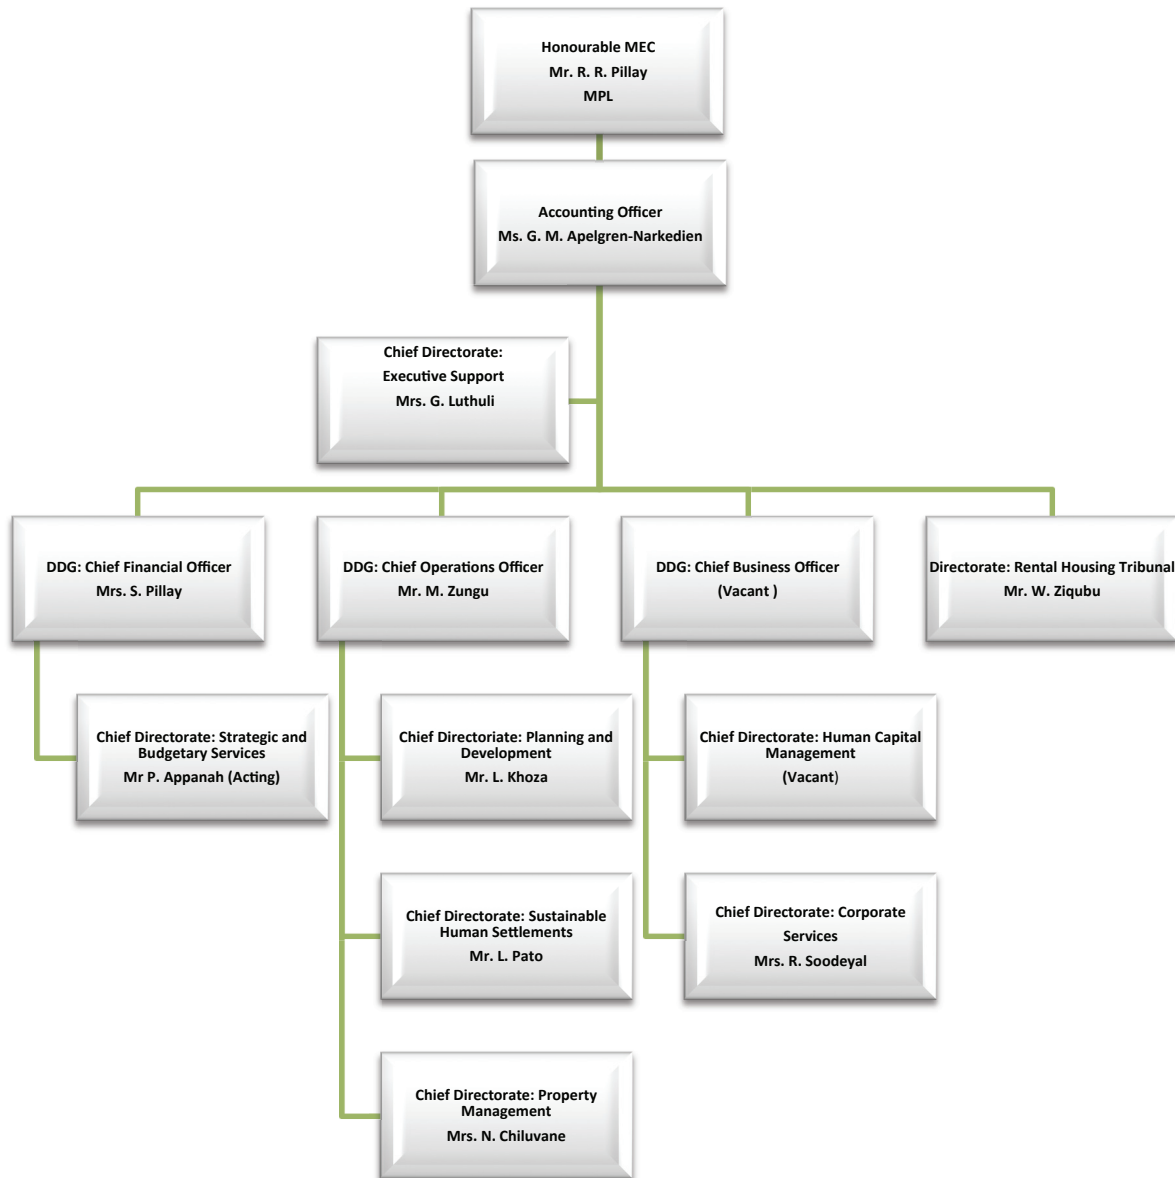 Honourable MEC
Mr. R. R. Pillay
MPL
Accounting Officer
Ms. G. M. Apelgren-Narkedien
Chief Directorate:
Executive Support
Mrs. G. Luthuli
DDG: Chief Financial Officer
Mrs. S. Pillay
DDG: Chief Operations Officer
Mr. M. Zungu
DDG: Chief Business Officer
(Vacant )
Directorate: Rental Housing Tribunal
Mr. W. Ziqubu
Chief Directorate: Strategic and
Budgetary Services
Mr P. Appanah (Acting)
Chief Directoriate: Planning and
Development
Mr. L. Khoza
Chief Directorate: Human Capital
Management
(Vacant)
Chief Directorate: Sustainable
Human Settlements
Mr. L. Pato
Chief Directorate: Corporate
Services
Mrs. R. Soodeyal
Chief Directorate: Property
Management
Mrs. N. Chiluvane